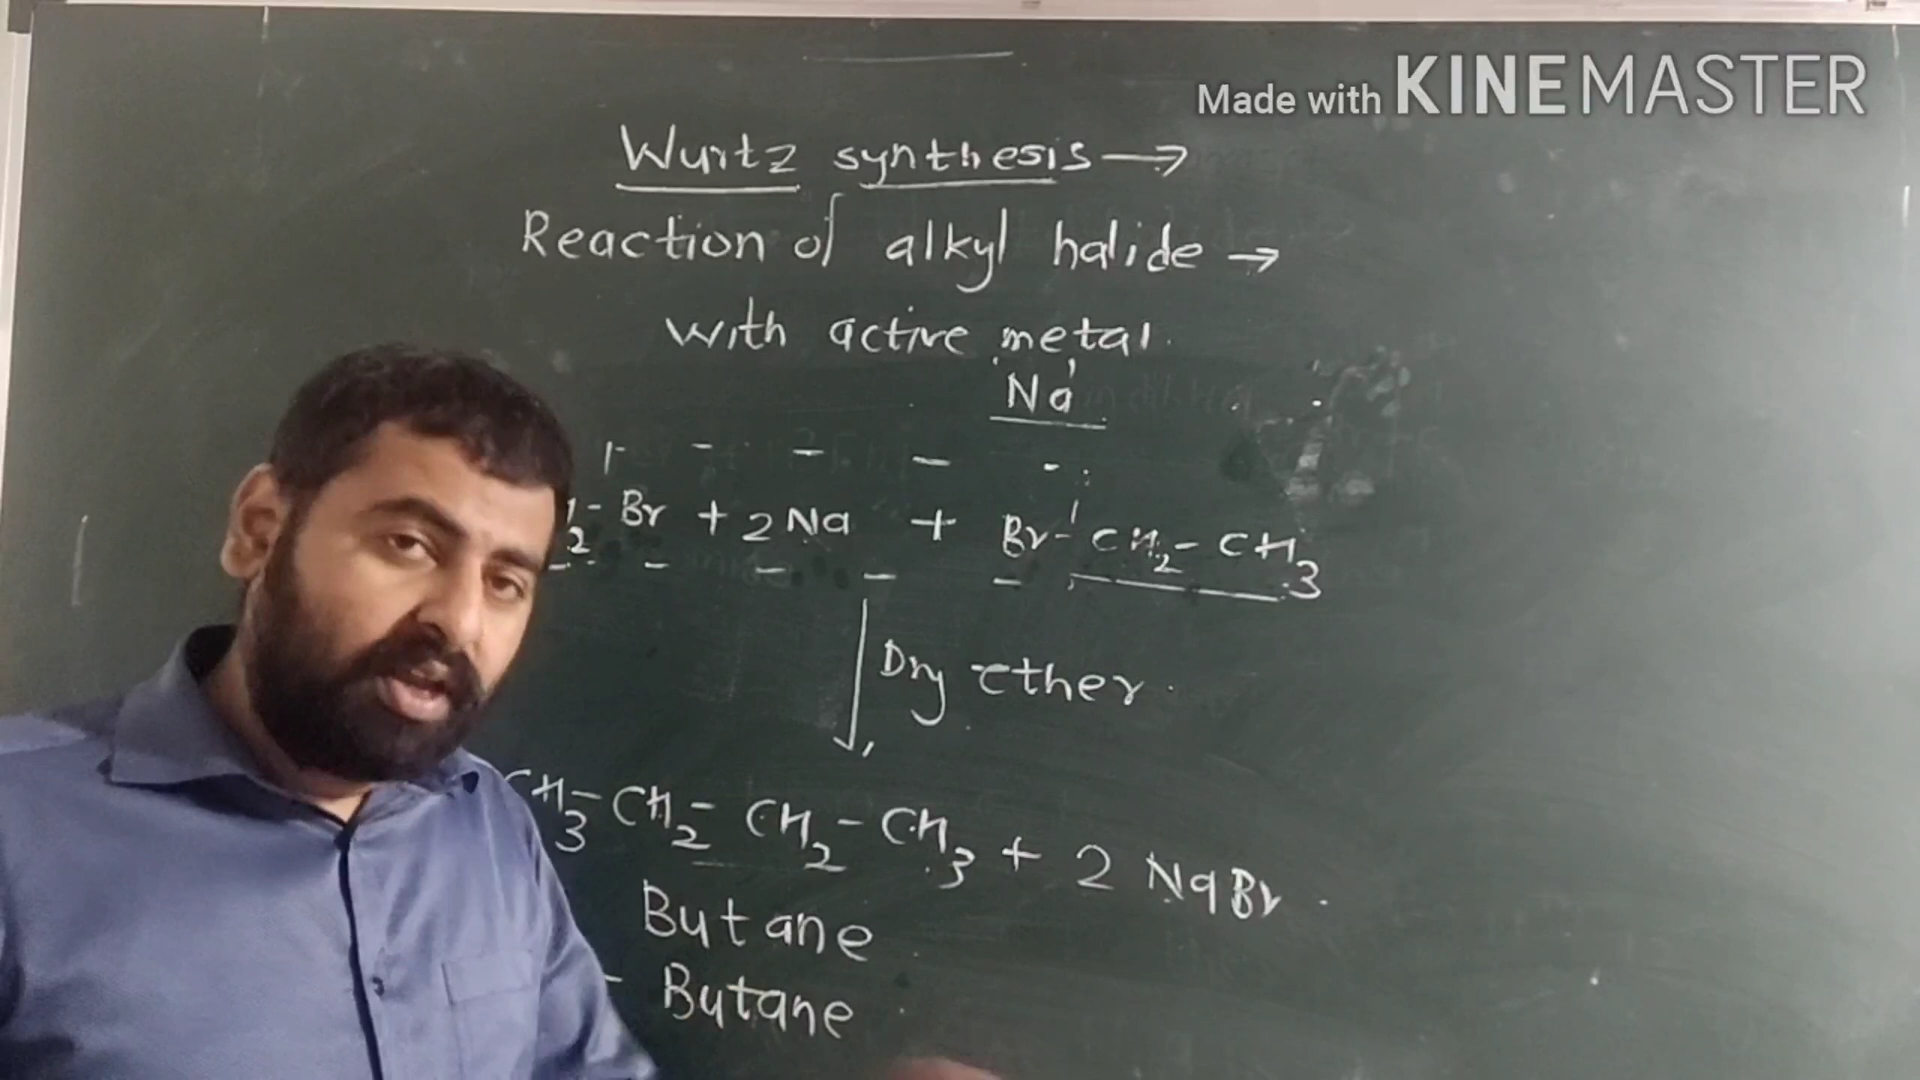 Made with KINEMASTER
Wurtz synthesis →
Reaction of alkyl halide →
with active metal.
Na
2 - Br + 2Na + Br - CH2 - CH3
Dry ether
CH3 - CH2 - CH2 - CH3 + 2 NaBr
Butane
- Butane